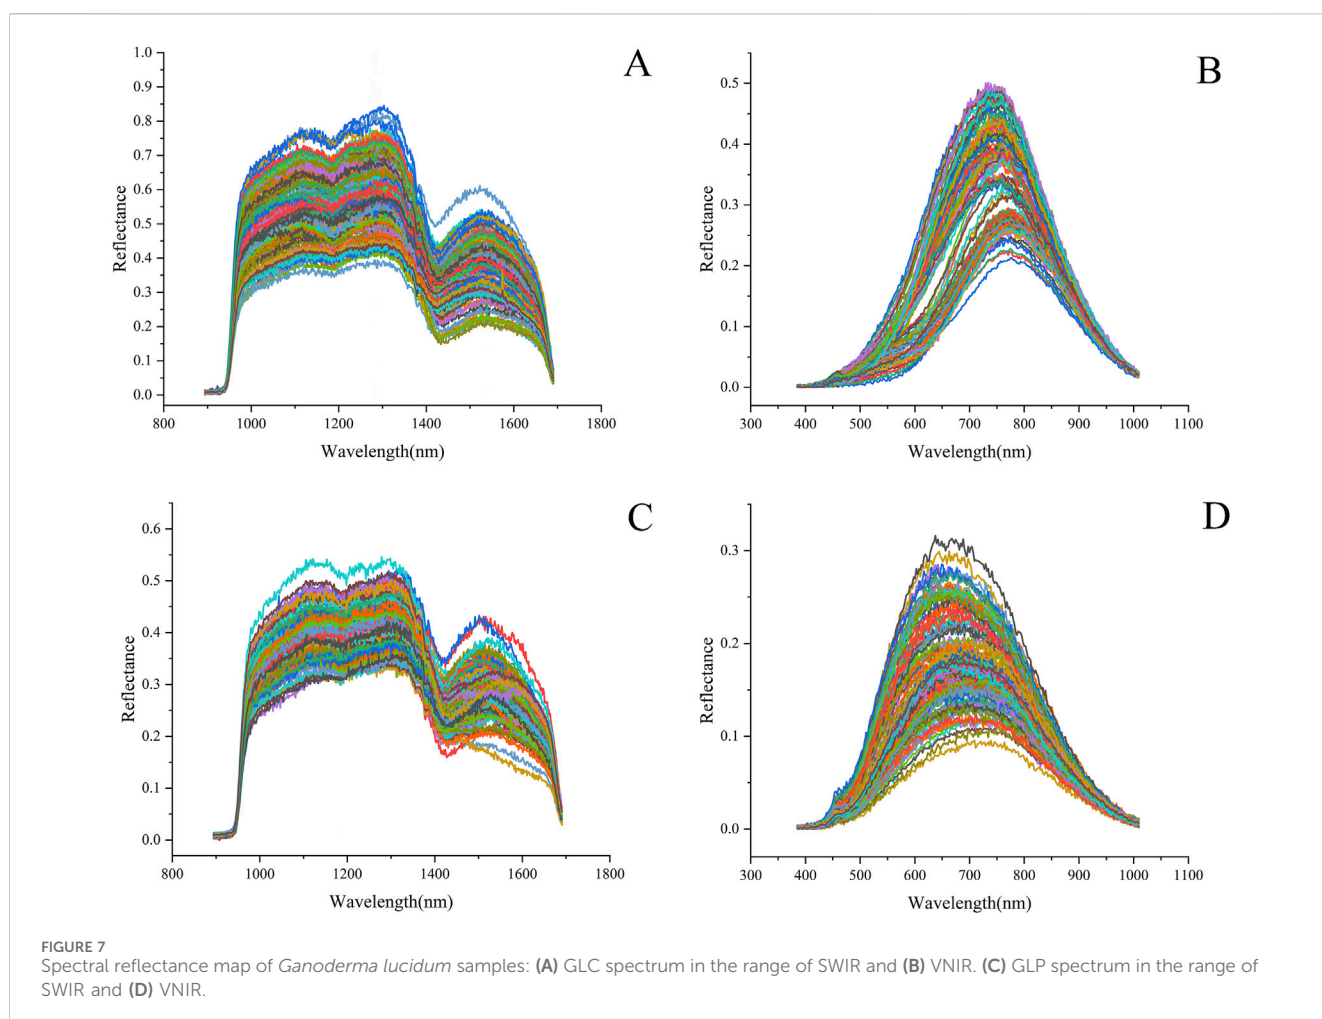 A
1.0
0.9
0.8
0.7
0.6
0.5
0.4
0.3
0.2
0.1
0.0
Reflectance
800 1000 1200 1400 1600 1800
Wavelength(nm)
B
0.5
0.4
0.3
0.2
0.1
0.0
Reflectance
300 400 500 600 700 800 900 1000 1100
Wavelength(nm)
C
0.6
0.5
0.4
0.3
0.2
0.1
0.0
Reflectance
800 1000 1200 1400 1600 1800
Wavelength(nm)
D
0.3
0.2
0.1
0.0
Reflectance
300 400 500 600 700 800 900 1000 1100
Wavelength(nm)
FIGURE 7
Spectral reflectance map of Ganoderma lucidum samples: (A) GLC spectrum in the range of SWIR and (B) VNIR. (C) GLP spectrum in the range of
SWIR and (D) VNIR.